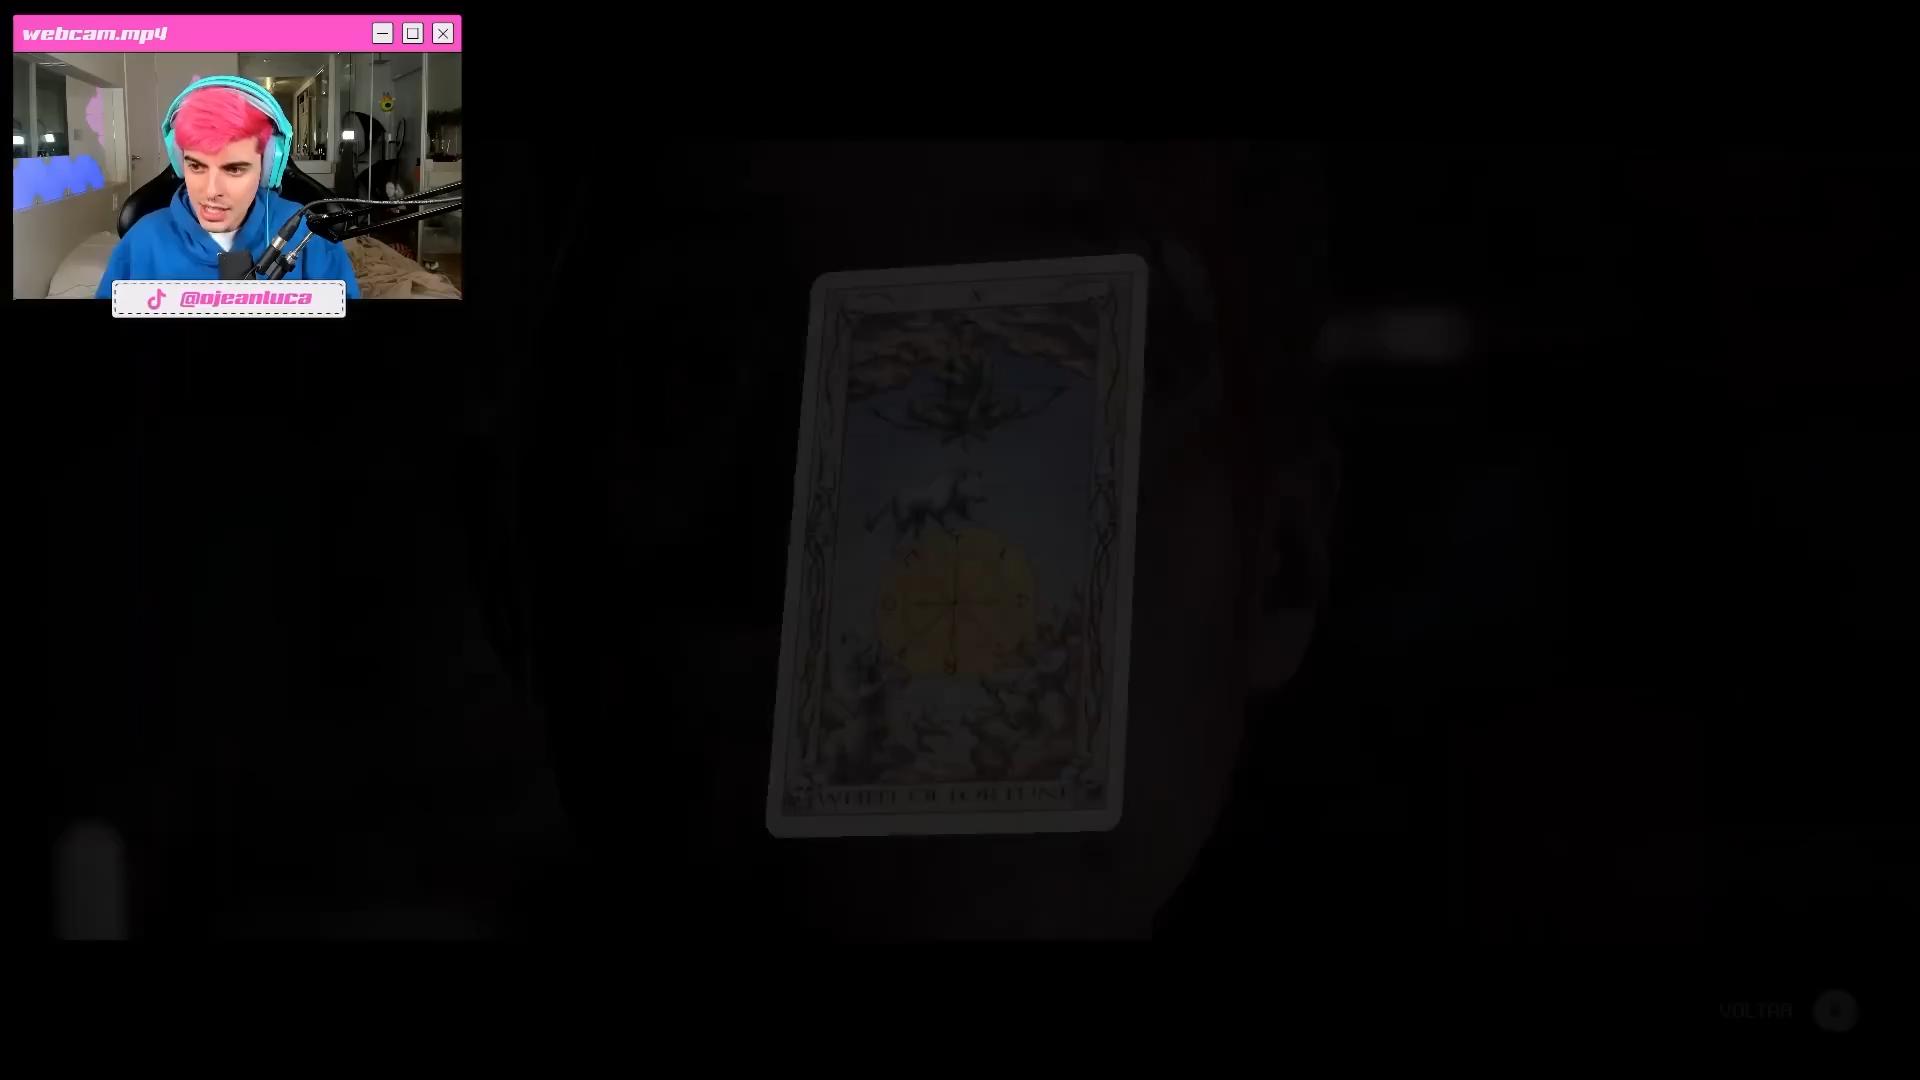 webcam.mp4
@ojeanluca
X
WHEEL OF FORTUNE
VOLTAR